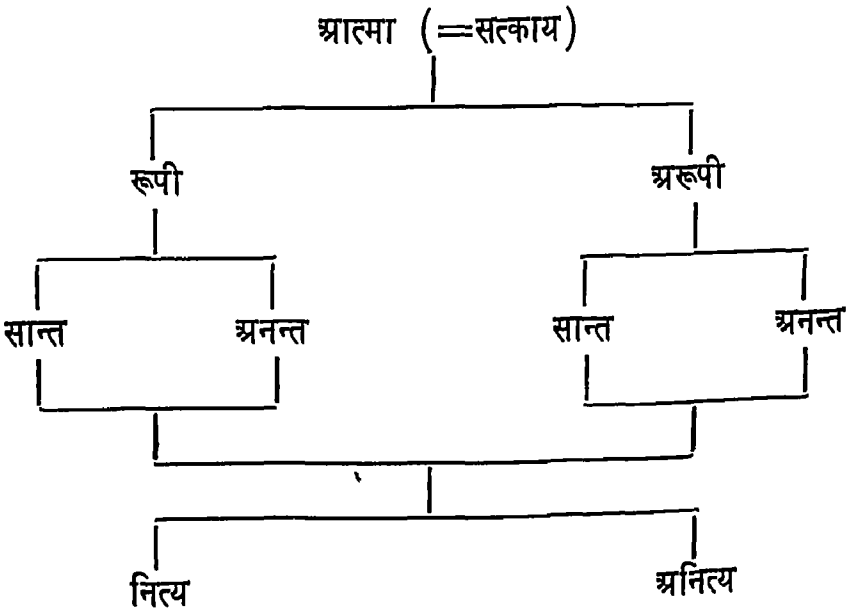 आत्मा (=सत्काय)
रूपी अरूपी
सान्त अनन्त सान्त अनन्त
नित्य अनित्य